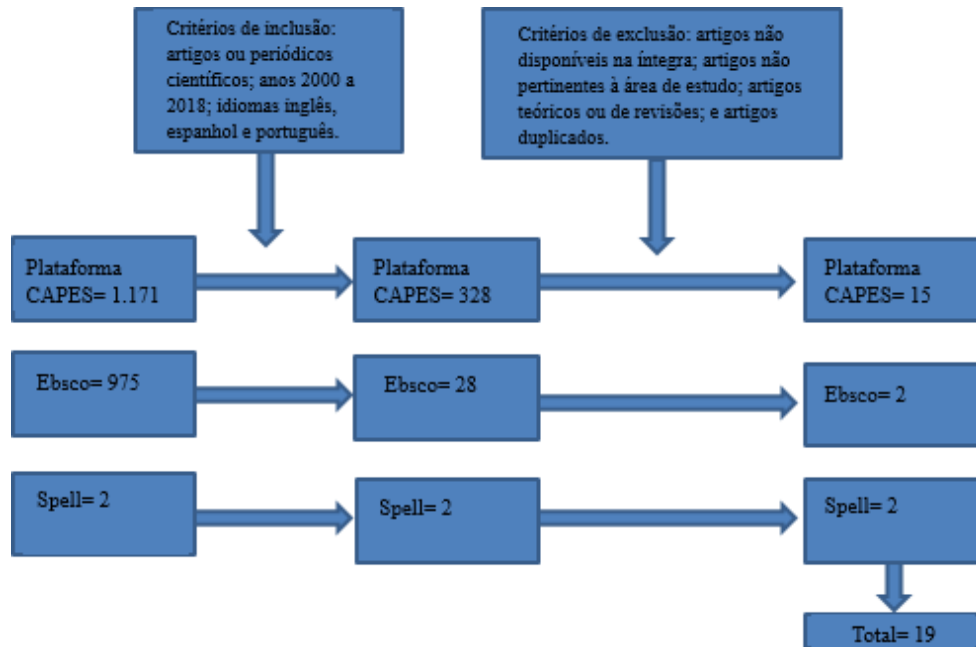 Critérios de inclusão:
artigos ou periódicos
científicos; anos 2000 a
2018; idiomas inglês,
espanhol e português.
Critérios de exclusão: artigos não
disponíveis na íntegra; artigos não
pertinentes à área de estudo; artigos
teóricos ou de revisões; e artigos
duplicados.
Plataforma
CAPES= 1.171
Plataforma
CAPES= 328
Plataforma
CAPES= 15
Ebsco= 975
Ebsco= 28
Ebsco= 2
Spell= 2
Spell= 2
Spell= 2
Total= 19